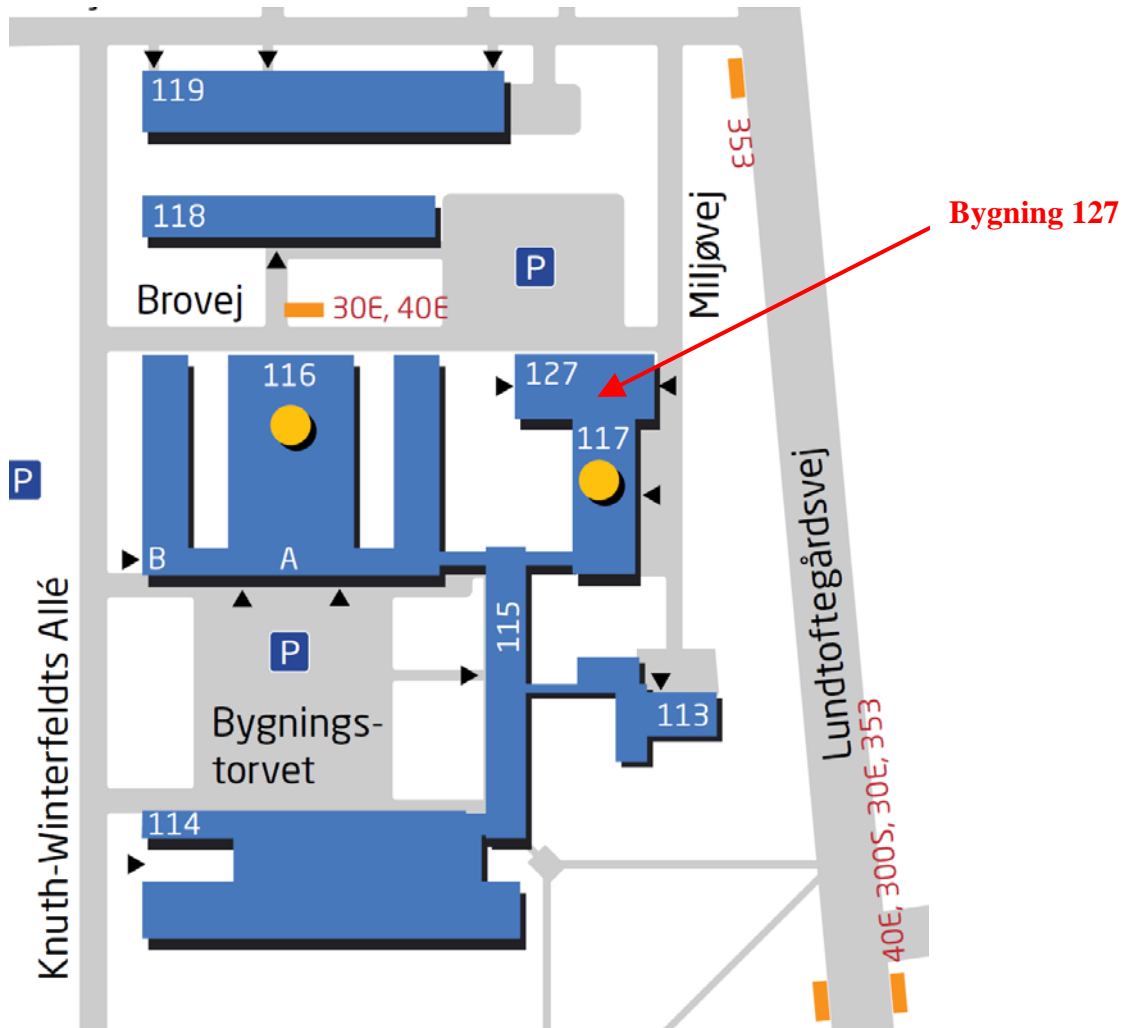 119
353
118
Miljøvej
Bygning 127
P
Brovej
30E, 40E
116
127
117
P
B
A
Lundtoftegårdsvej
Knuth-Winterfeldts Allé
115
P
113
Bygnings-
torvet
40E, 300S, 30E, 353
114